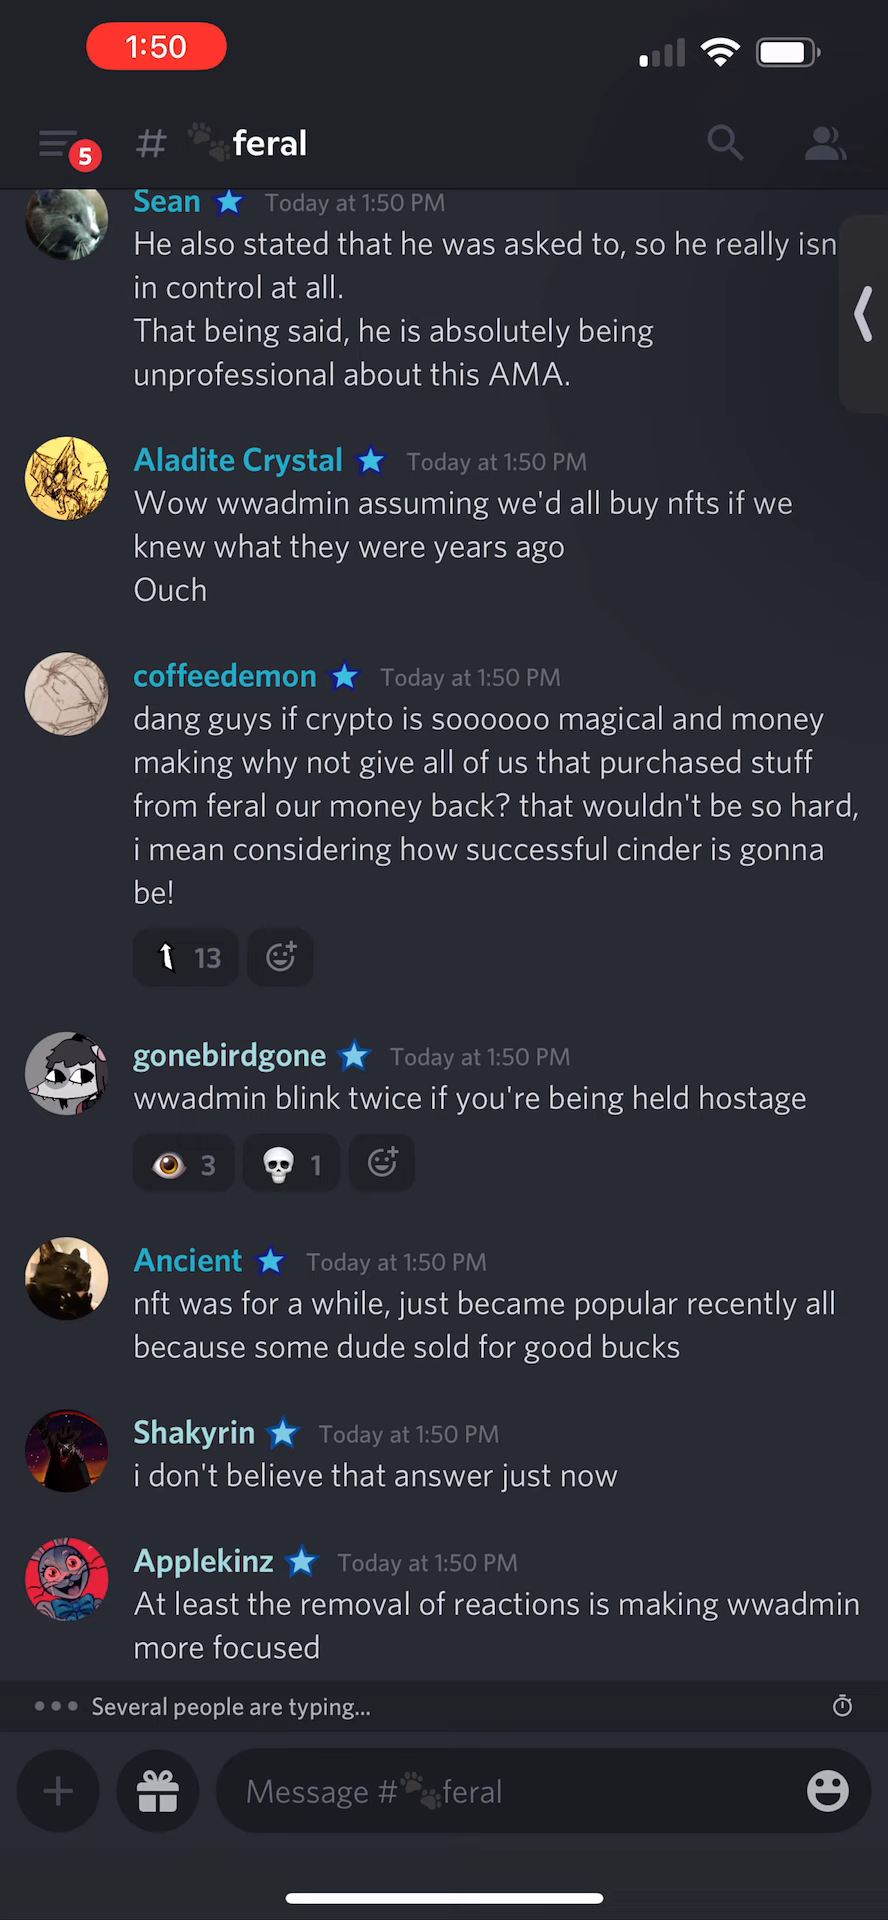 1:50
5
# feral
Sean Today at 1:50 PM
He also stated that he was asked to, so he really isn
in control at all.
That being said, he is absolutely being
unprofessional about this AMA.
Aladite Crystal Today at 1:50 PM
Wow wwadmin assuming we'd all buy nfts if we
knew what they were years ago
Ouch
coffeedemon Today at 1:50 PM
dang guys if crypto is soooooo magical and money
making why not give all of us that purchased stuff
from feral our money back? that wouldn't be so hard,
i mean considering how successful cinder is gonna
be!
13
gonebirdgone Today at 1:50 PM
wwadmin blink twice if you're being held hostage
3 1
Ancient Today at 1:50 PM
nft was for a while, just became popular recently all
because some dude sold for good bucks
Shakyrin Today at 1:50 PM
i don't believe that answer just now
Applekinz Today at 1:50 PM
At least the removal of reactions is making wwadmin
more focused
Several people are typing...
Message #🐾feral